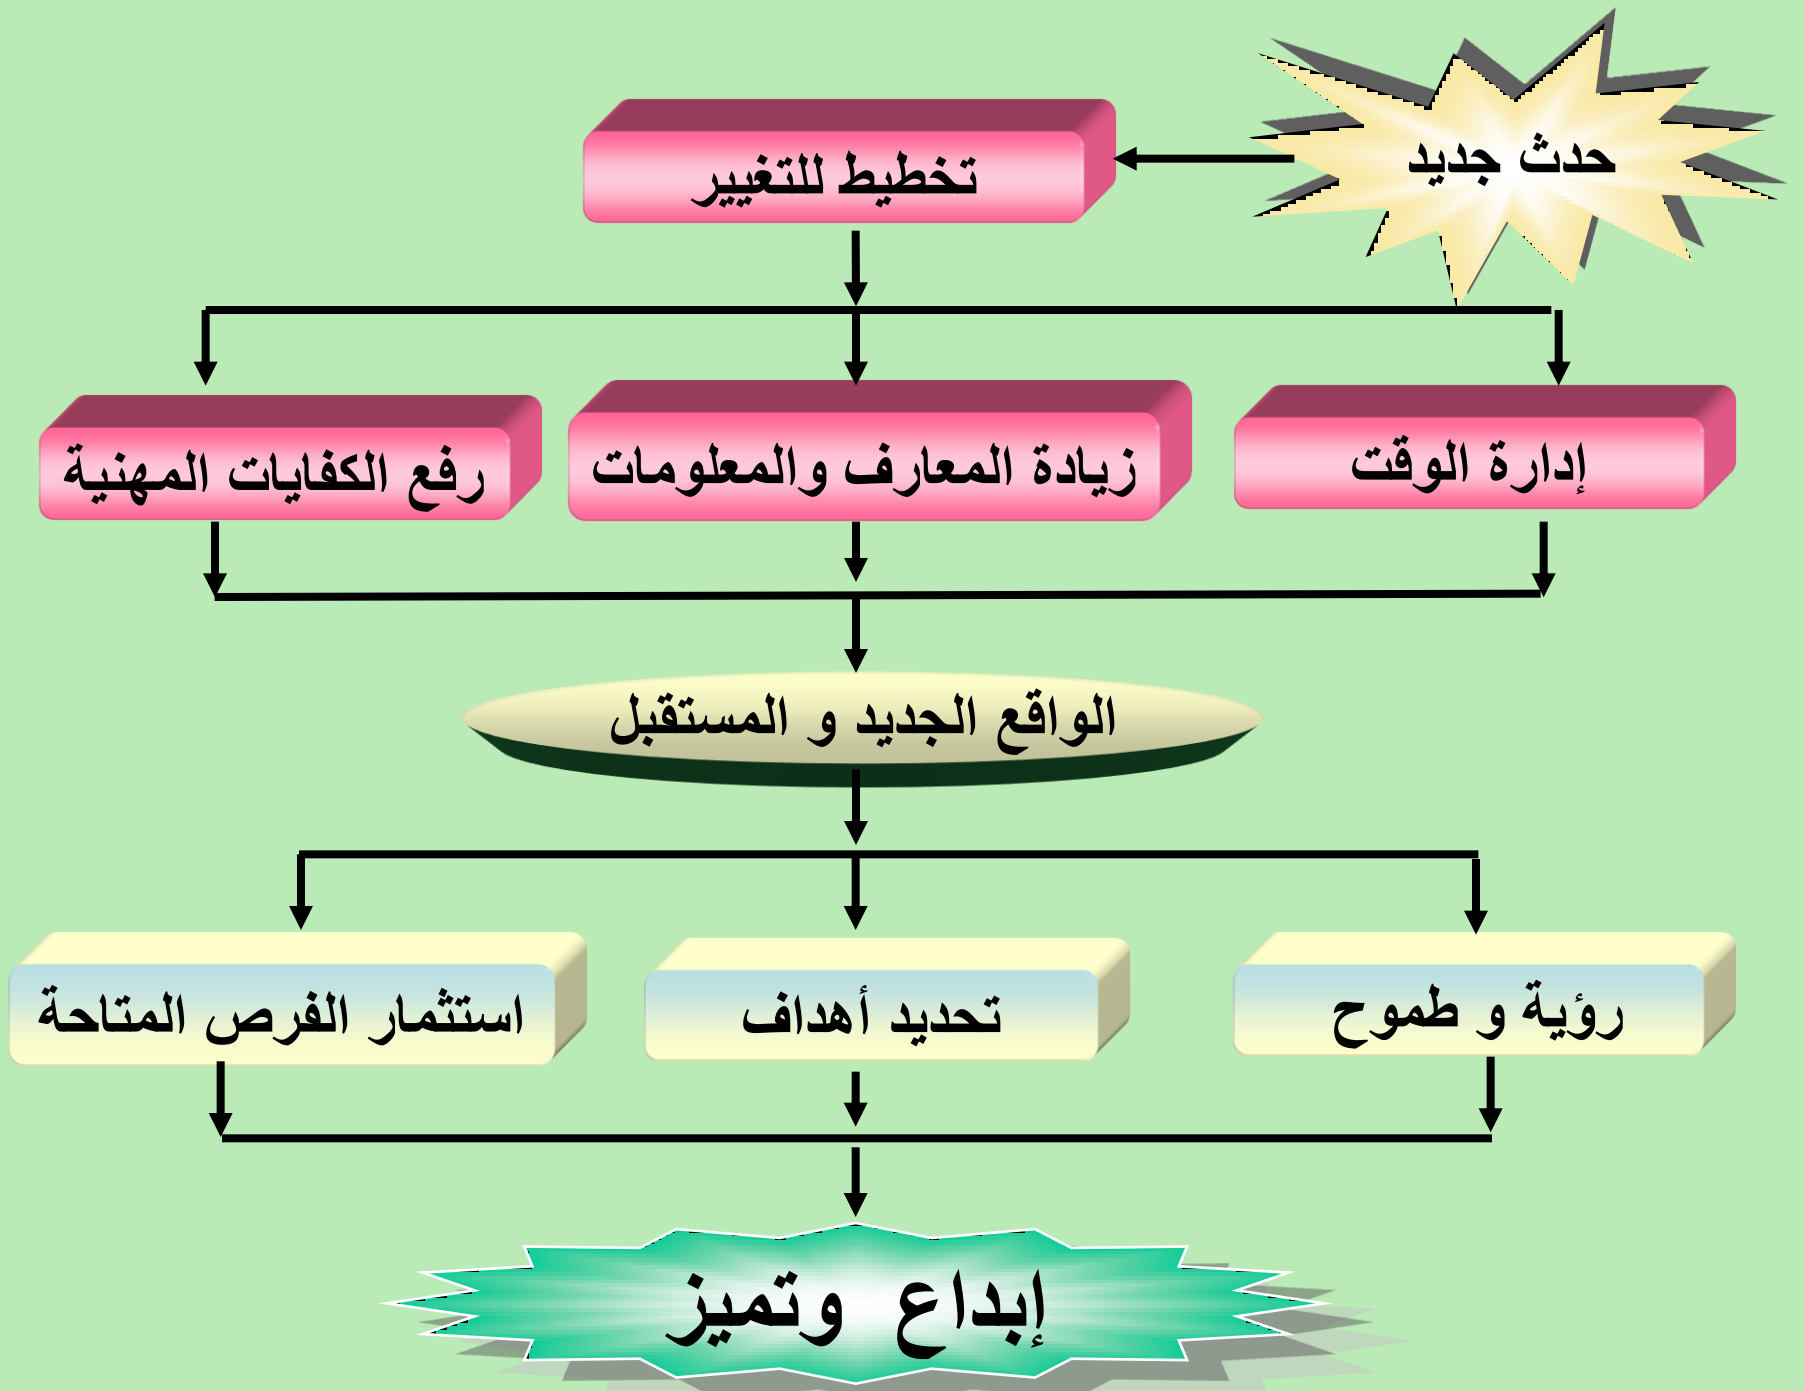 حدث جديد
تخطيط للتغيير
إدارة الوقت
زيادة المعارف والمعلومات
رفع الكفايات المهنية
الواقع الجديد و المستقبل
رؤية و طموح
تحديد أهداف
استثمار الفرص المتاحة
إبداع وتميز